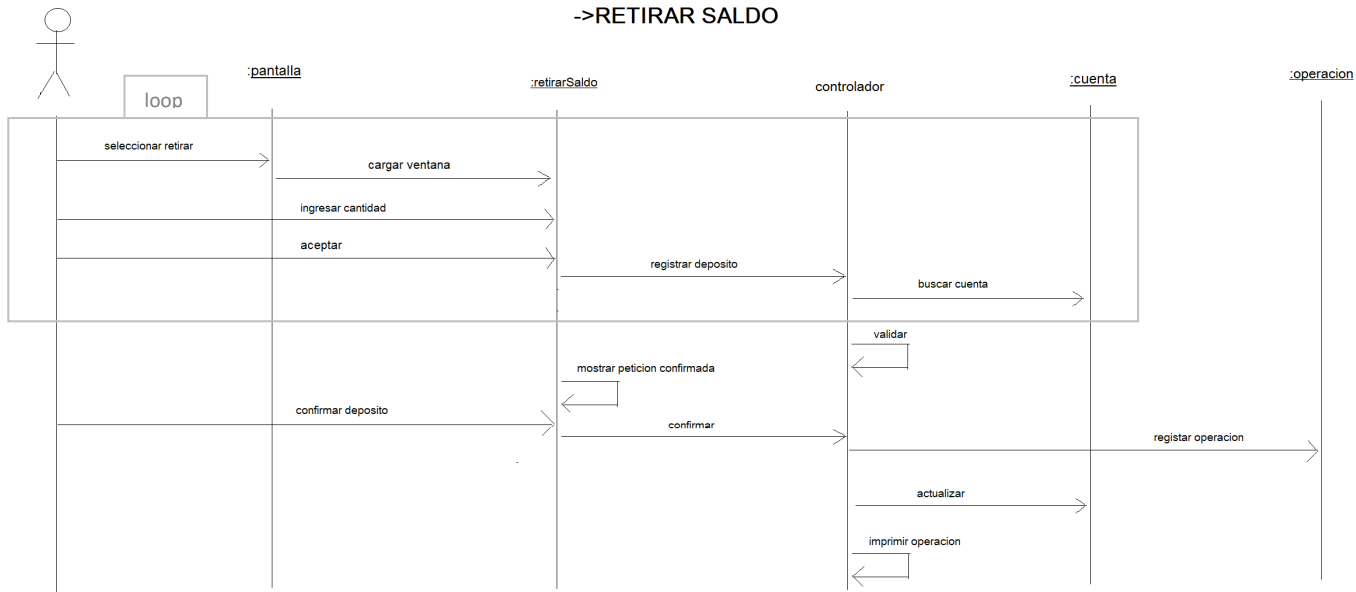 ->RETIRAR SALDO
:pantalla
:retirarSaldo
controlador
:cuenta
:operacion
loop
seleccionar retirar
cargar ventana
ingresar cantidad
aceptar
registrar deposito
buscar cuenta
validar
mostrar peticion confirmada
confirmar deposito
confirmar
registar operacion
actualizar
imprimir operacion